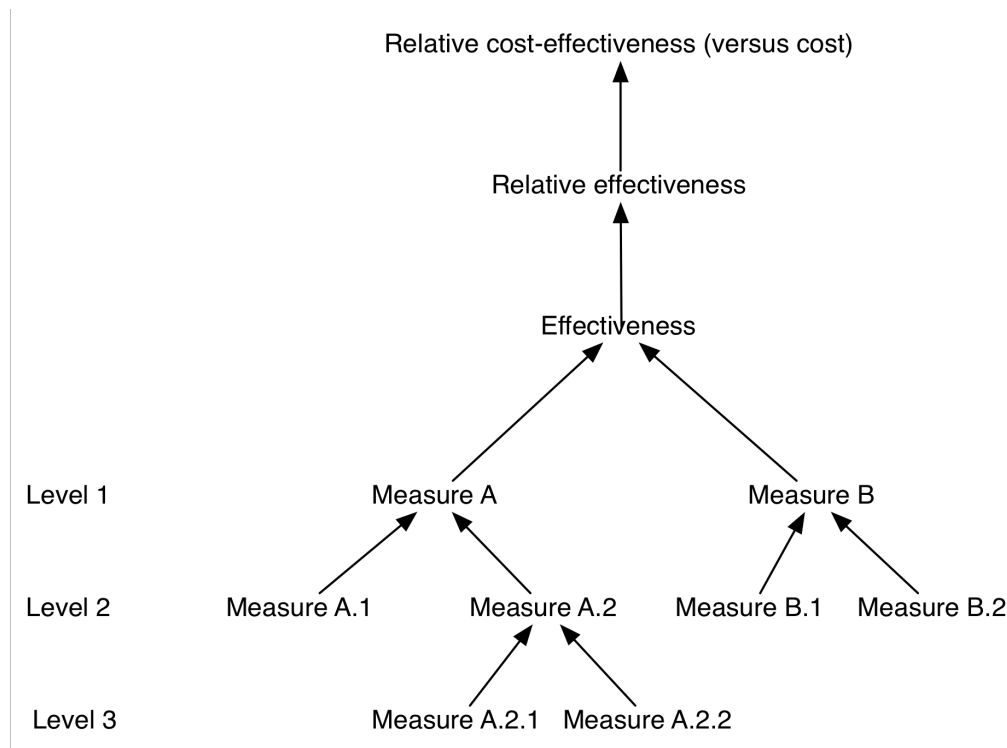 Relative cost-effectiveness (versus cost)
Relative effectiveness
Effectiveness
Level 1 Measure A Measure B
Level 2 Measure A.1 Measure A.2 Measure B.1 Measure B.2
Level 3 Measure A.2.1 Measure A.2.2